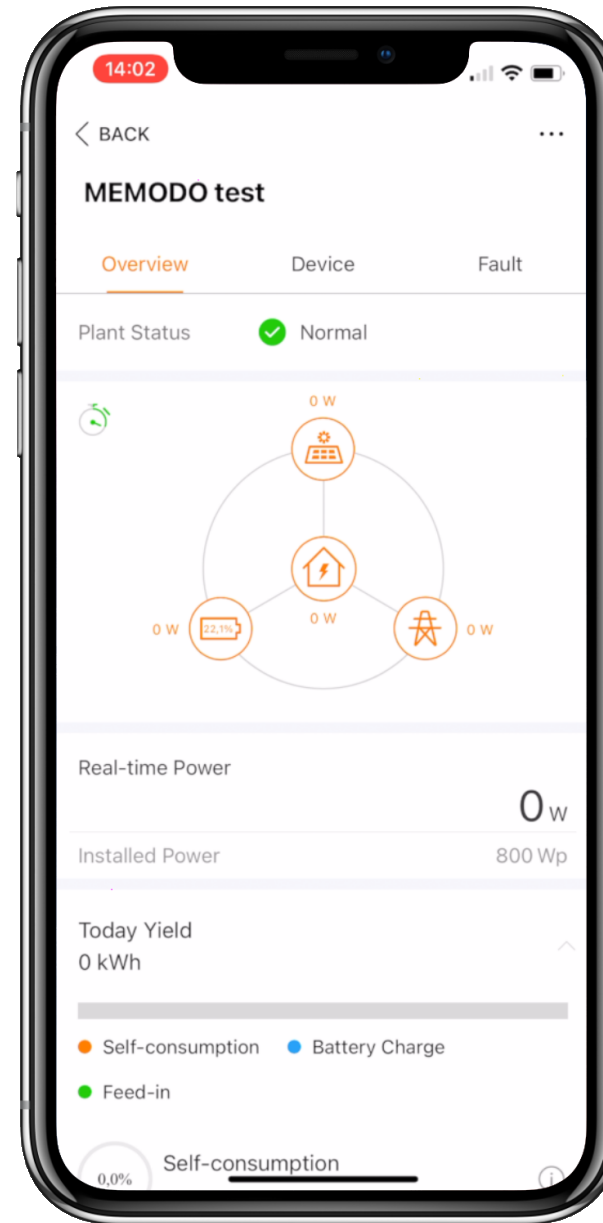 14:02
BACK
MEMODO test
Overview Device Fault
Plant Status Normal
0 W
0 W 22,1% 0 W 0 W
Real-time Power
0 W
Installed Power 800 Wp
Today Yield
0 kWh
Self-consumption Battery Charge
Feed-in
Self-consumption
0,0%